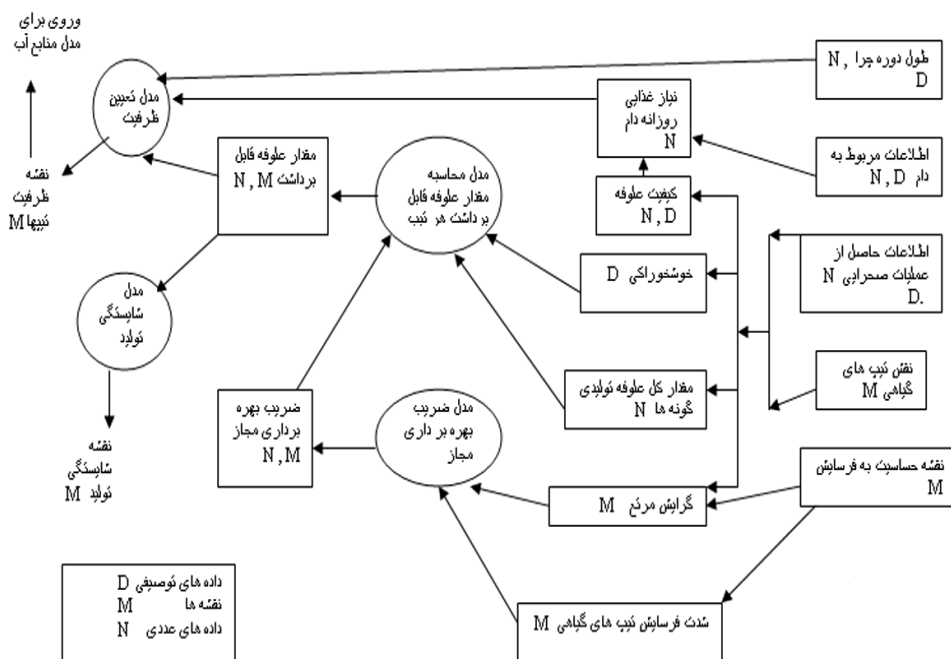 وروی برای
مدل منابع آب
مدل تعیین
ظرفیت
نقشه
ظرفیت
تیپها M
طول دوره چرا , N
D
نیاز غذایی
روزانه دام
N
اطلاعات مربوط به
دام N, D
مقدار علوفه قابل
برداشت N, M
مدل محاسبه
مقدار علوفه قابل
برداشت هر تیپ
کیفیت علوفه
N, D
اطلاعات حاصل از
عملیات صحرایی N
D.
خوشخوراکی D
مدل
شایستگی
تولید
نقش تیپ های
گیاهی M
مقدار کل علوفه تولیدی
گونه ها N
ضریب بهره
برداری مجاز
N, M
مدل ضریب
بهره برداری
مجاز
نقشه
شایستگی
تولید M
نقشه حساسیت به فرسایش
M
گرایش مرتع M
شدت فرسایش تیپ های گیاهی M
داده های توصیفی D
نقشه ها M
داده های عددی N